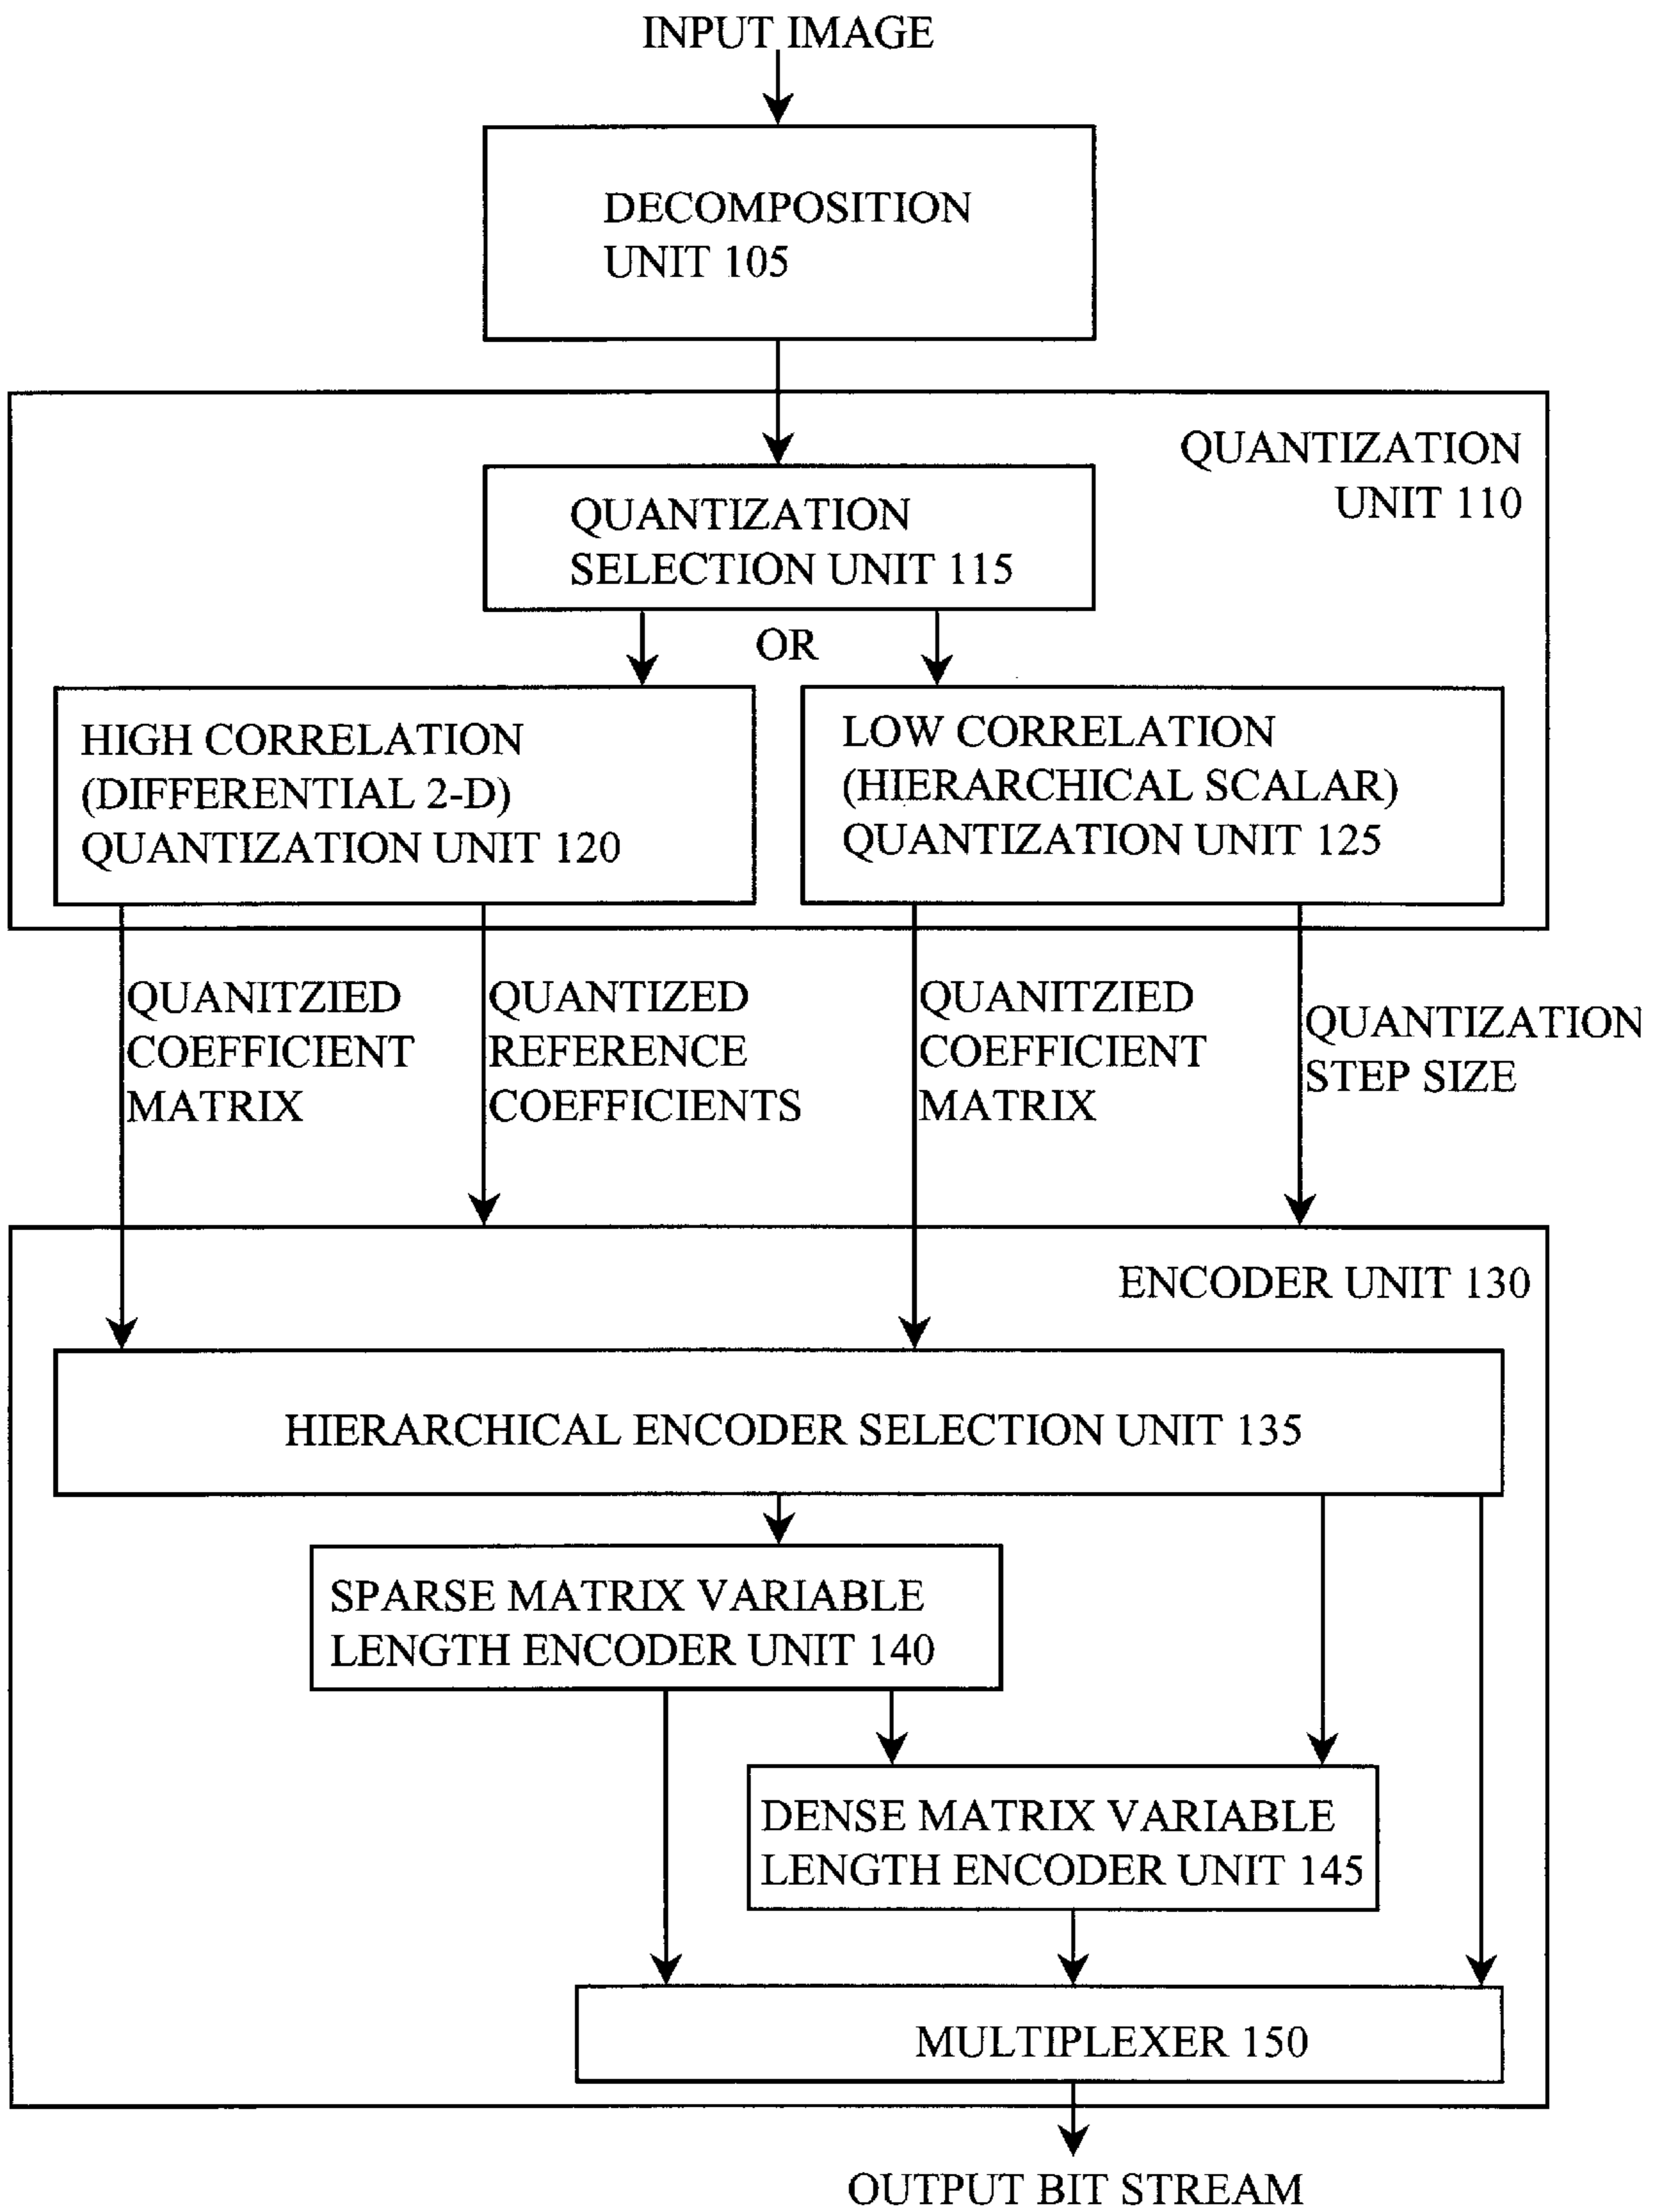 INPUT IMAGE
DECOMPOSITION
UNIT 105
QUANTIZATION
UNIT 110
QUANTIZATION
SELECTION UNIT 115
OR
HIGH CORRELATION
(DIFFERENTIAL 2-D)
QUANTIZATION UNIT 120
LOW CORRELATION
(HIERARCHICAL SCALAR)
QUANTIZATION UNIT 125
QUANITZIED
COEFFICIENT
MATRIX
QUANTIZED
REFERENCE
COEFFICIENTS
QUANITZIED
COEFFICIENT
MATRIX
QUANTIZATION
STEP SIZE
ENCODER UNIT 130
HIERARCHICAL ENCODER SELECTION UNIT 135
SPARSE MATRIX VARIABLE
LENGTH ENCODER UNIT 140
DENSE MATRIX VARIABLE
LENGTH ENCODER UNIT 145
MULTIPLEXER 150
OUTPUT BIT STREAM